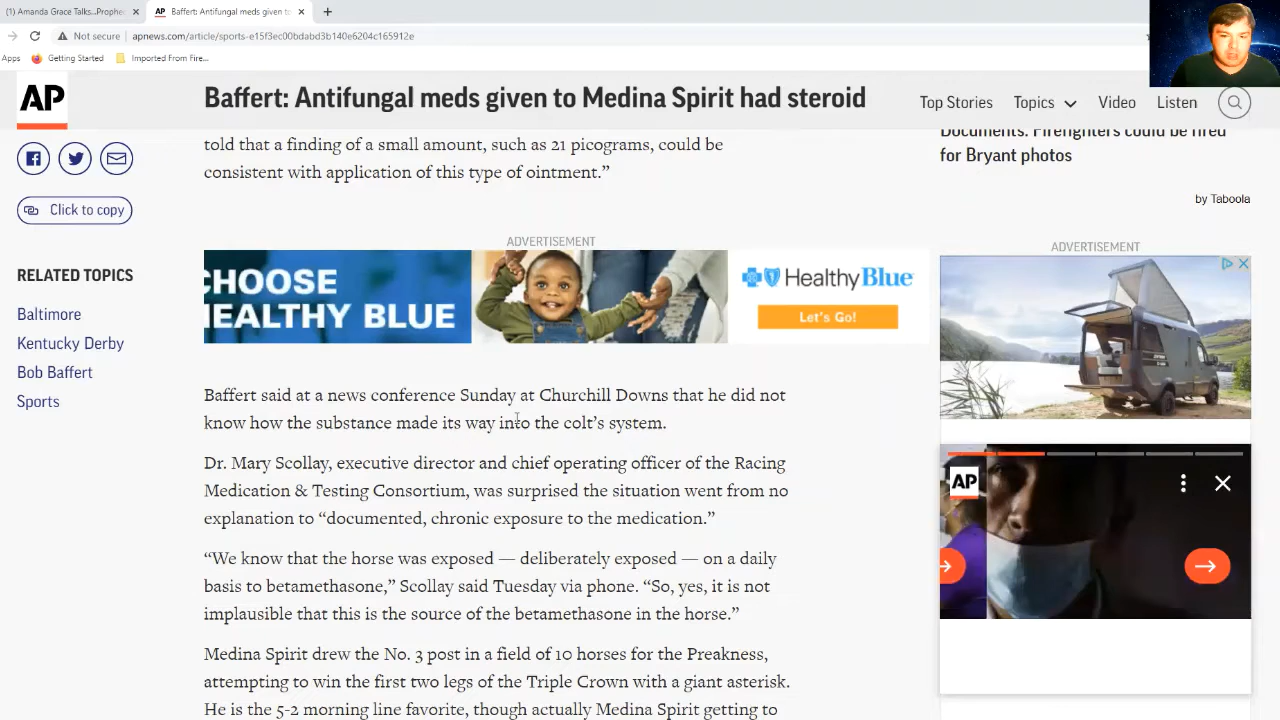 (1) Amanda Grace Talks...Prophe
AP Baffert: Antifungal meds given to
Not secure
apnews.com/article/sports-e15f3ec00bdabd3b140e6204c165912e
Apps
Getting Started
Imported From Fire...
AP
Baffert: Antifungal meds given to Medina Spirit had steroid
Top Stories
Topics
Video
Listen
told that a finding of a small amount, such as 21 picograms, could be
consistent with application of this type of ointment.”
Documents: Firefighters could be fired
for Bryant photos
by Taboola
Click to copy
RELATED TOPICS
Baltimore
Kentucky Derby
Bob Baffert
Sports
ADVERTISEMENT
CHOOSE
HEALTHY BLUE
HealthyBlue
Let's Go!
ADVERTISEMENT
Baffert said at a news conference Sunday at Churchill Downs that he did not
know how the substance made its way into the colt’s system.
Dr. Mary Scollay, executive director and chief operating officer of the Racing
Medication & Testing Consortium, was surprised the situation went from no
explanation to “documented, chronic exposure to the medication.”
“We know that the horse was exposed — deliberately exposed — on a daily
basis to betamethasone,” Scollay said Tuesday via phone. “So, yes, it is not
implausible that this is the source of the betamethasone in the horse.”
Medina Spirit drew the No. 3 post in a field of 10 horses for the Preakness,
attempting to win the first two legs of the Triple Crown with a giant asterisk.
He is the 5-2 morning line favorite, though actually Medina Spirit getting to
AP